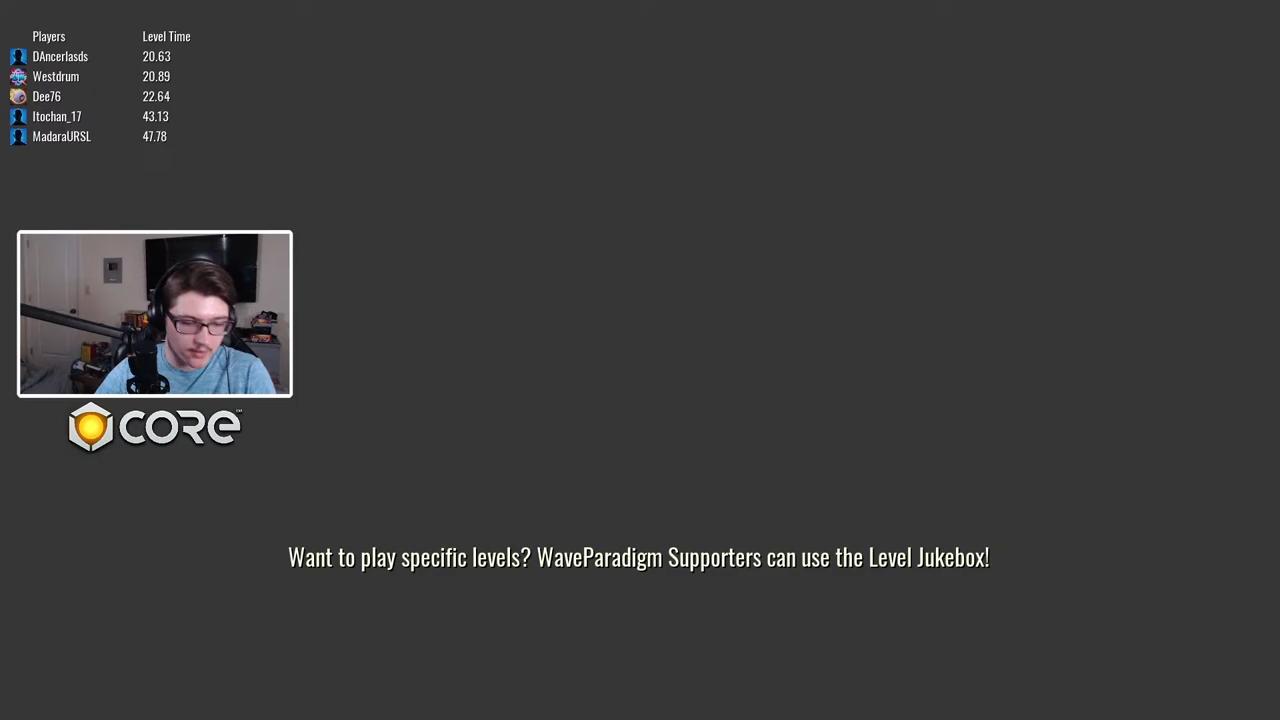 Players Level Time
DAncerlasds 20.63
Westdrum 20.89
Dee76 22.64
Itochan_17 43.13
MadaraURSL 47.78
CORE™
Want to play specific levels? WaveParadigm Supporters can use the Level Jukebox!